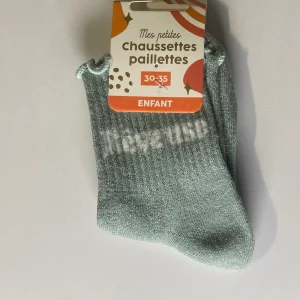 Mes petites
Chaussettes
paillettes
30-35
ENFANT